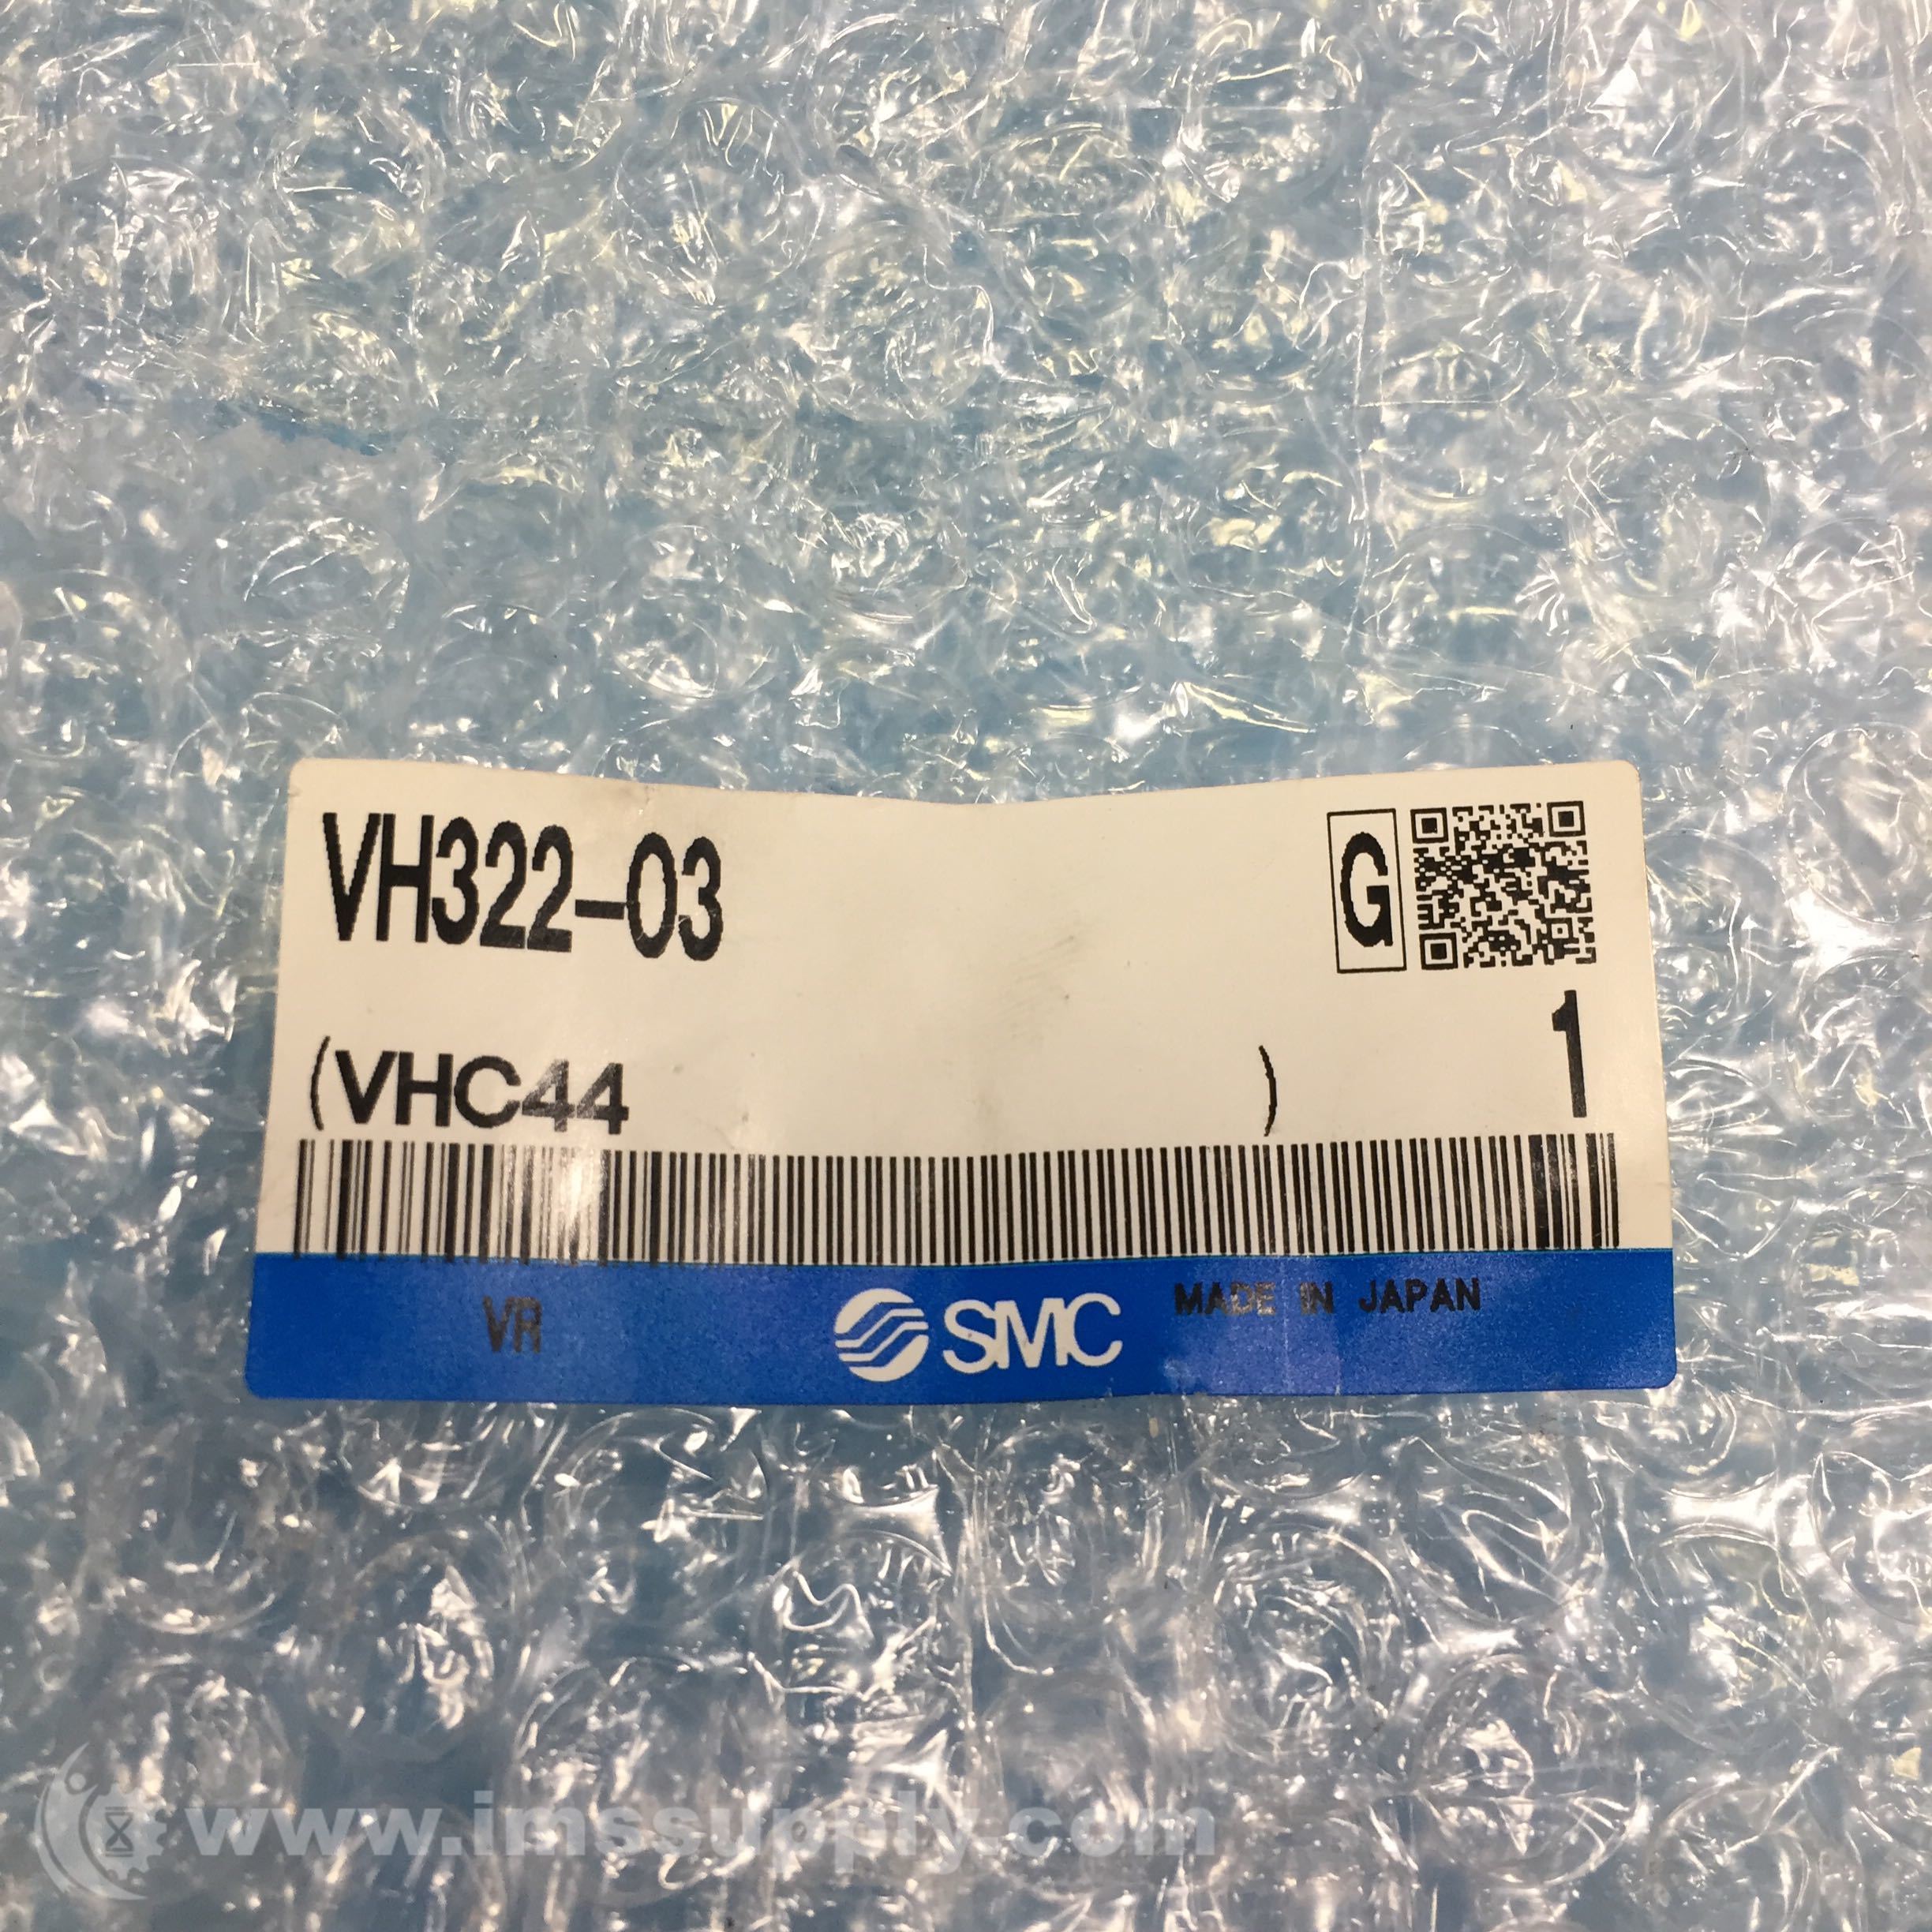 VH322-03
G
(VHC44 )
1
VR
SMC
MADE IN JAPAN
www.imssupply.com